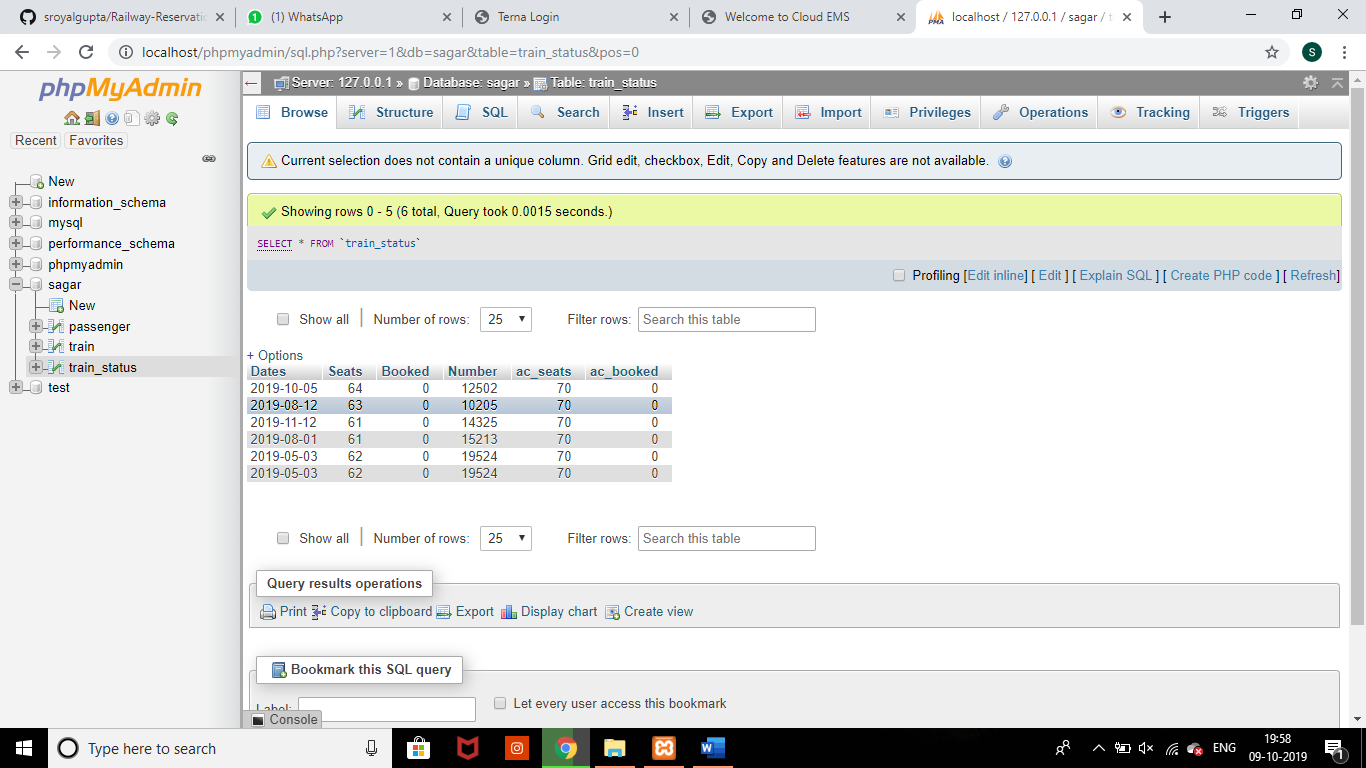 sroyalgupta/Railway-Reservatio
(1) WhatsApp
Terna Login
Welcome to Cloud EMS
localhost / 127.0.0.1 / sagar / t
localhost/phpmyadmin/sql.php?server=1&db=sagar&table=train_status&pos=0
S
phpMyAdmin
Recent Favorites
New
information_schema
mysql
performance_schema
phpmyadmin
sagar
New
passenger
train
train_status
test
Server: 127.0.0.1 » Database: sagar » Table: train_status
Browse Structure SQL Search Insert Export Import Privileges Operations Tracking Triggers
Current selection does not contain a unique column. Grid edit, checkbox, Edit, Copy and Delete features are not available.
Showing rows 0 - 5 (6 total, Query took 0.0015 seconds.)
SELECT * FROM `train_status`
Profiling [Edit inline] [ Edit ] [ Explain SQL ] [ Create PHP code ] [ Refresh]
Show all | Number of rows: 25 Filter rows: Search this table
+ Options
Dates Seats Booked Number ac_seats ac_booked
2019-10-05 64 0 12502 70 0
2019-08-12 63 0 10205 70 0
2019-11-12 61 0 14325 70 0
2019-08-01 61 0 15213 70 0
2019-05-03 62 0 19524 70 0
2019-05-03 62 0 19524 70 0
Show all | Number of rows: 25 Filter rows: Search this table
Query results operations
Print Copy to clipboard Export Display chart Create view
Bookmark this SQL query
Label: Let every user access this bookmark
Console
Type here to search
ENG
19:58
09-10-2019
1